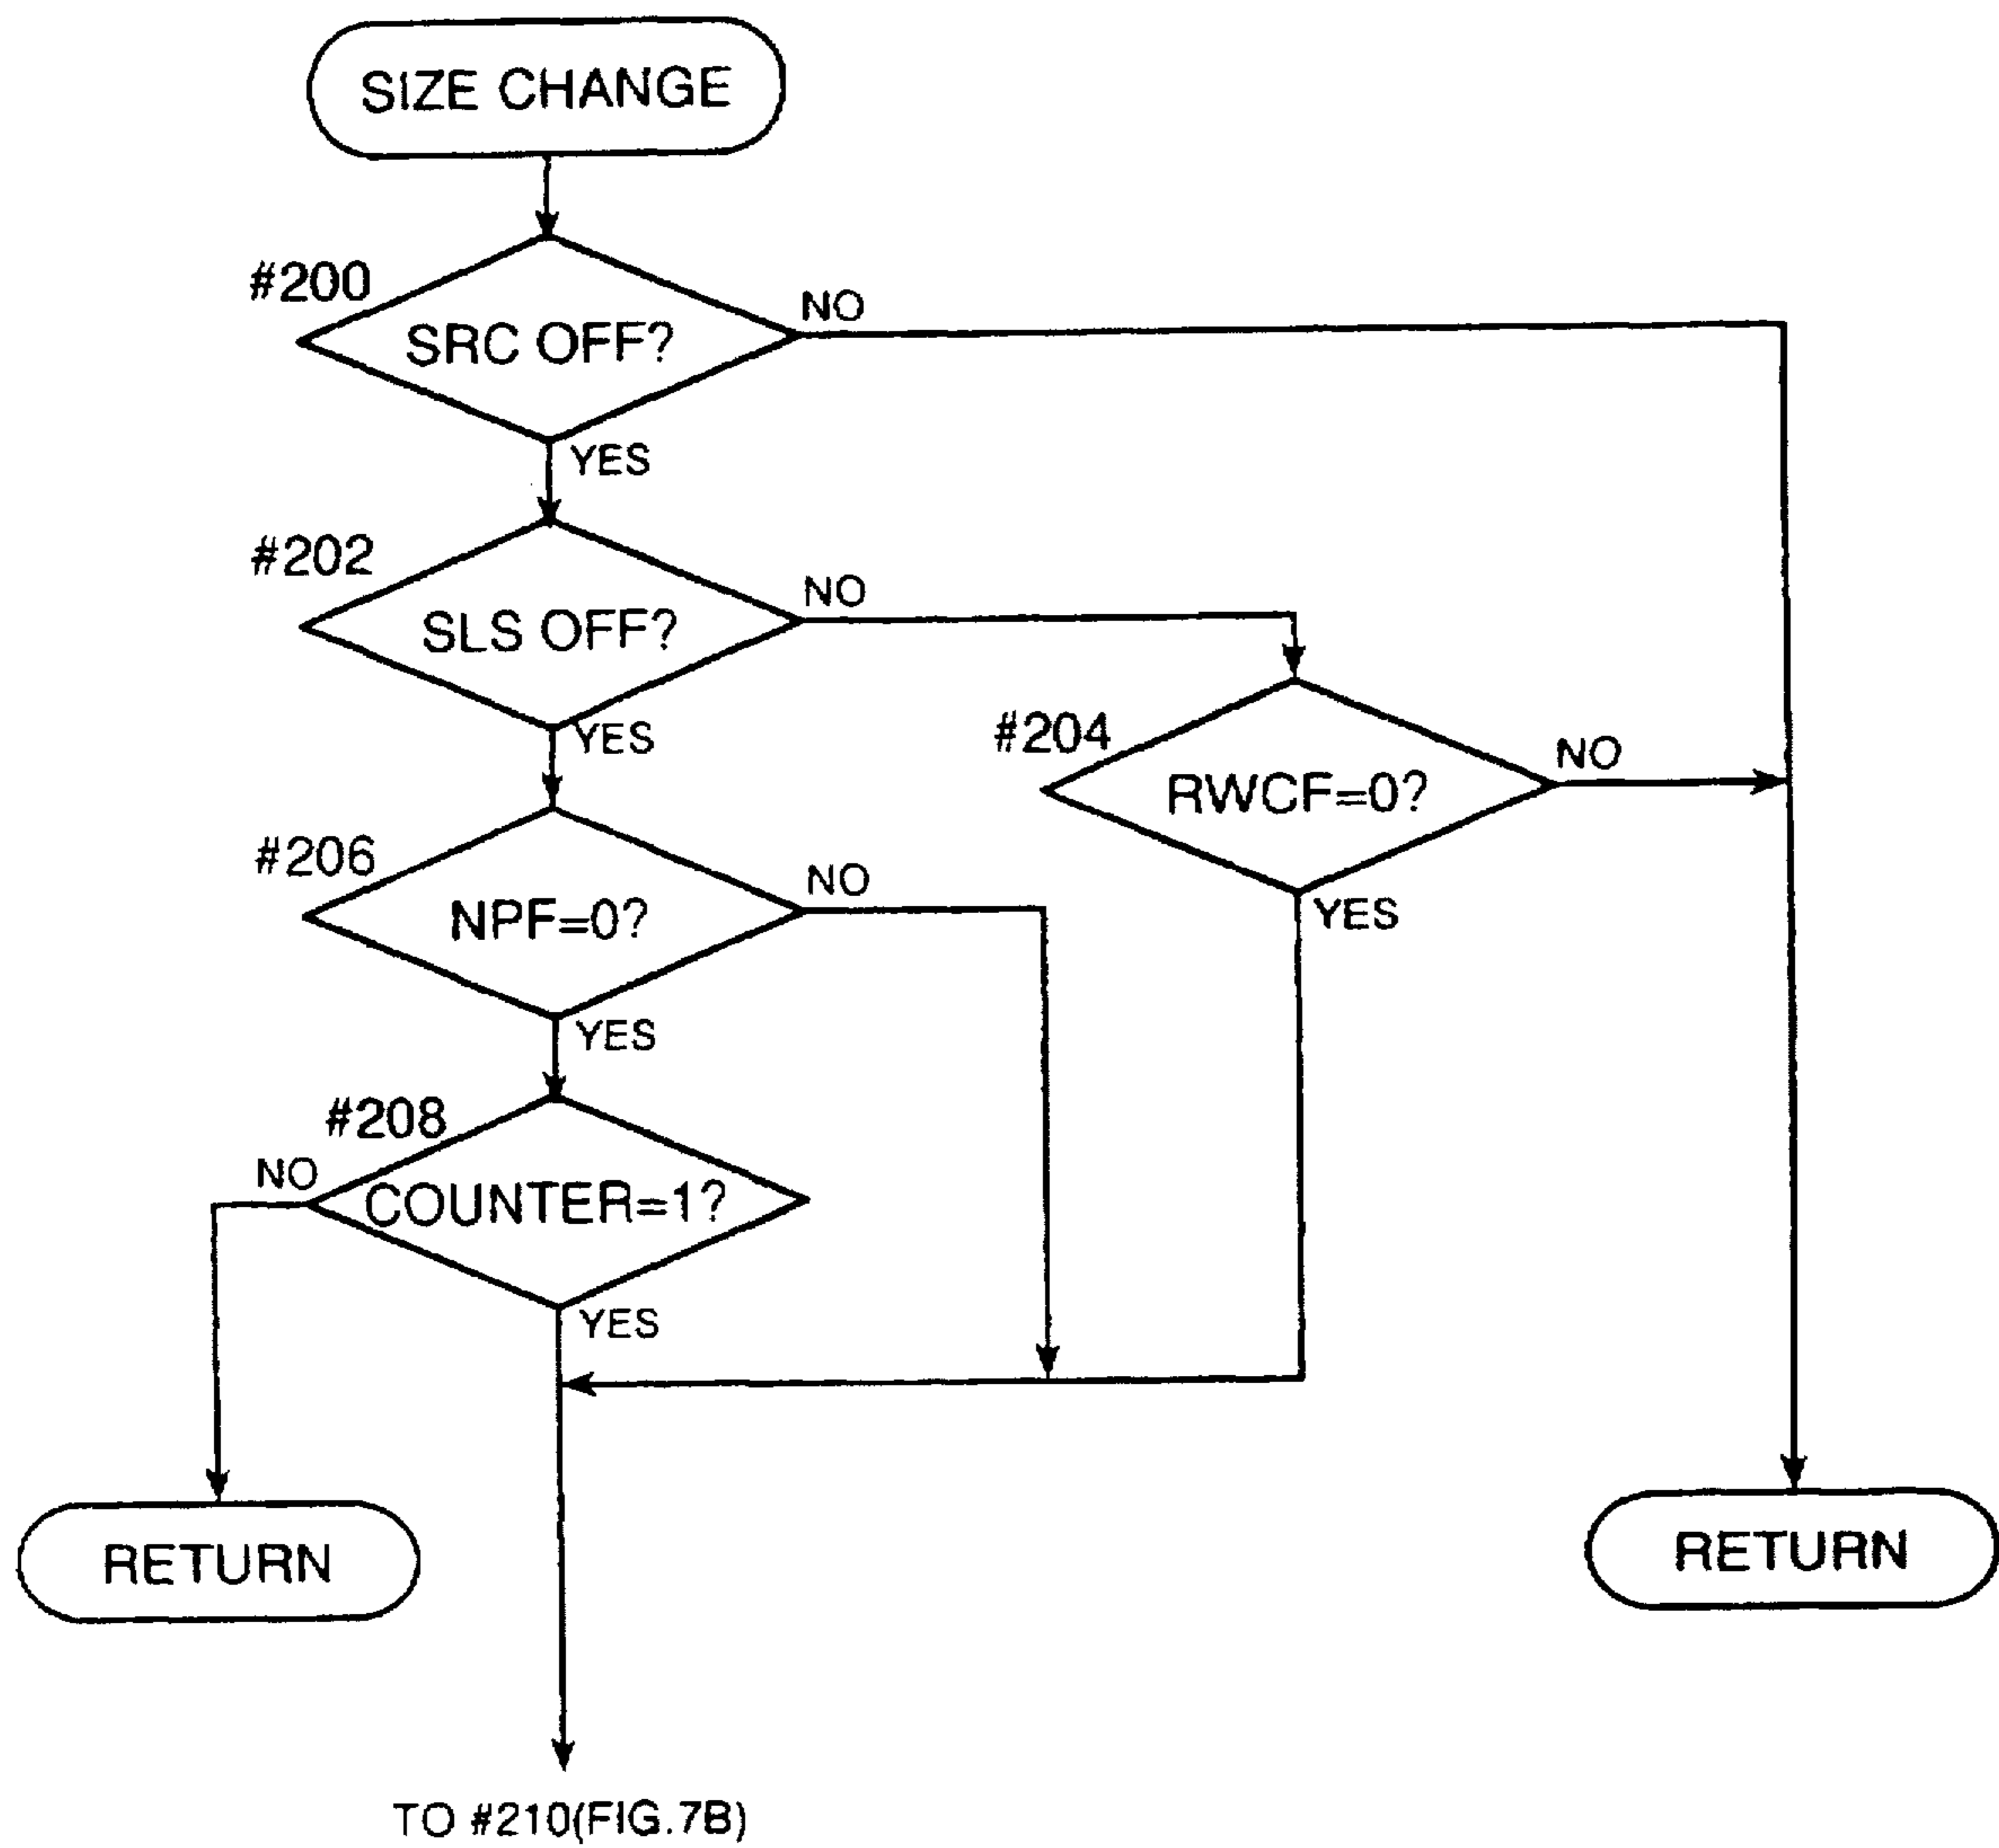 SIZE CHANGE
#200
SRC OFF?
NO
YES
#202
SLS OFF?
NO
YES
#204
RWCF=0?
NO
YES
#206
NPF=0?
NO
YES
#208
COUNTER=1?
NO
YES
RETURN
RETURN
TO #210(FIG.7B)